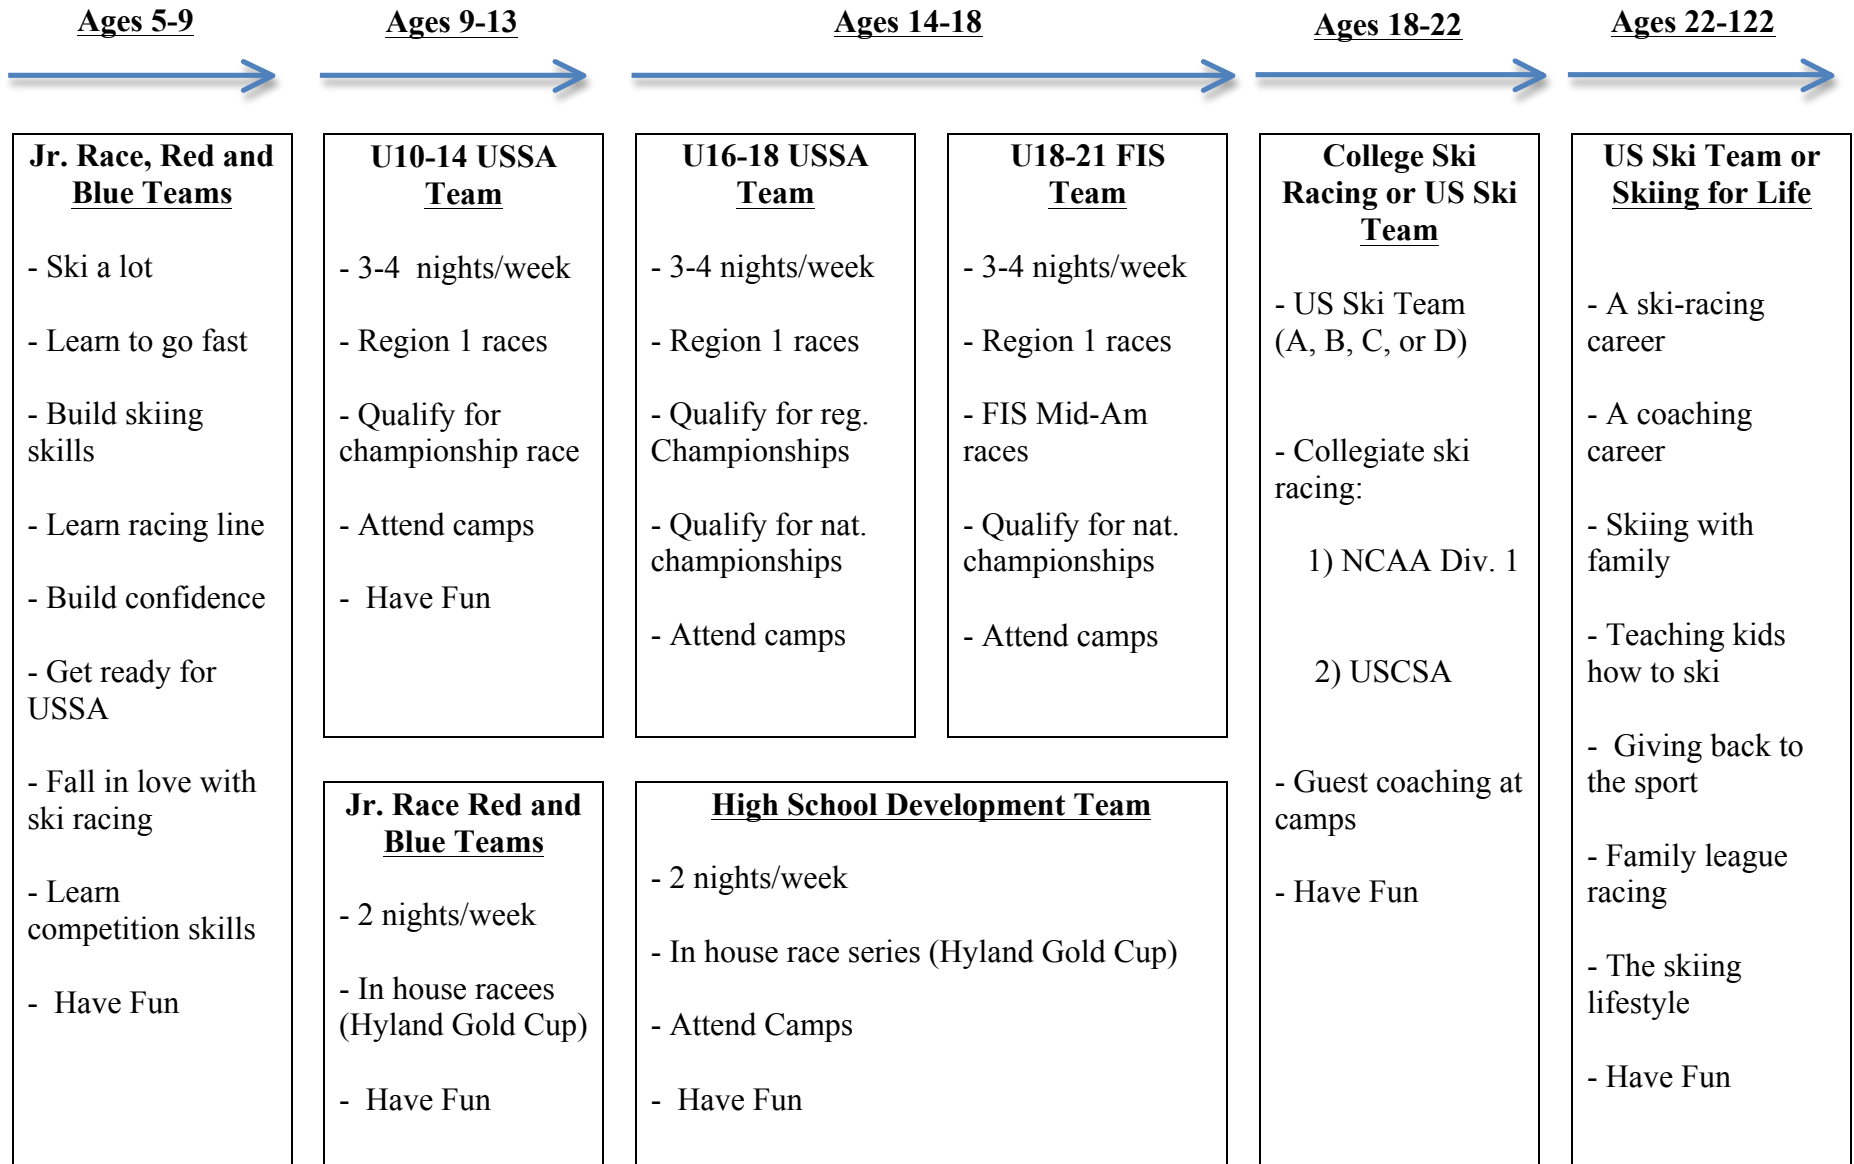 Ages 5-9
Ages 9-13
Ages 14-18
Ages 18-22
Ages 22-122
Jr. Race, Red and
Blue Teams
- Ski a lot
- Learn to go fast
- Build skiing
skills
- Learn racing line
- Build confidence
- Get ready for
USSA
- Fall in love with
ski racing
- Learn
competition skills
- Have Fun
U10-14 USSA
Team
- 3-4 nights/week
- Region 1 races
- Qualify for
championship race
- Attend camps
- Have Fun
Jr. Race Red and
Blue Teams
- 2 nights/week
- In house racees
(Hyland Gold Cup)
- Have Fun
U16-18 USSA
Team
- 3-4 nights/week
- Region 1 races
- Qualify for reg.
Championships
- Qualify for nat.
championships
- Attend camps
U18-21 FIS
Team
- 3-4 nights/week
- Region 1 races
- FIS Mid-Am
races
- Qualify for nat.
championships
- Attend camps
High School Development Team
- 2 nights/week
- In house race series (Hyland Gold Cup)
- Attend Camps
- Have Fun
College Ski
Racing or US Ski
Team
- US Ski Team
(A, B, C, or D)
- Collegiate ski
racing:
1) NCAA Div. 1
2) USCSA
- Guest coaching at
camps
- Have Fun
US Ski Team or
Skiing for Life
- A ski-racing
career
- A coaching
career
- Skiing with
family
- Teaching kids
how to ski
- Giving back to
the sport
- Family league
racing
- The skiing
lifestyle
- Have Fun